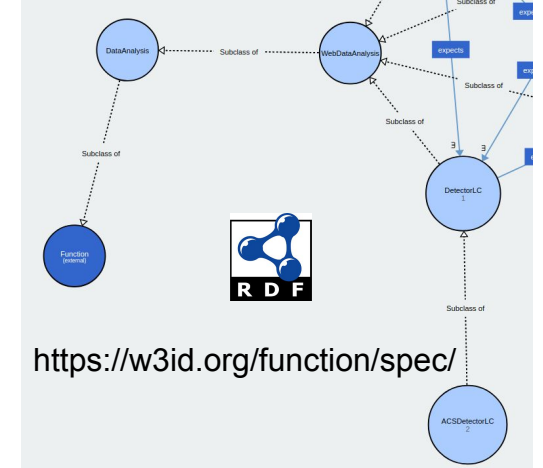 Subclass of
expe
DataAnalysis
Subclass of
WebDataAnalysis
expects
Subclass of
Subclass of
Subclass of
Ǝ
Ǝ
DetectorLC
1
Function
(external)
RDF
Subclass of
https://w3id.org/function/spec/
ACSDetectorLC
2